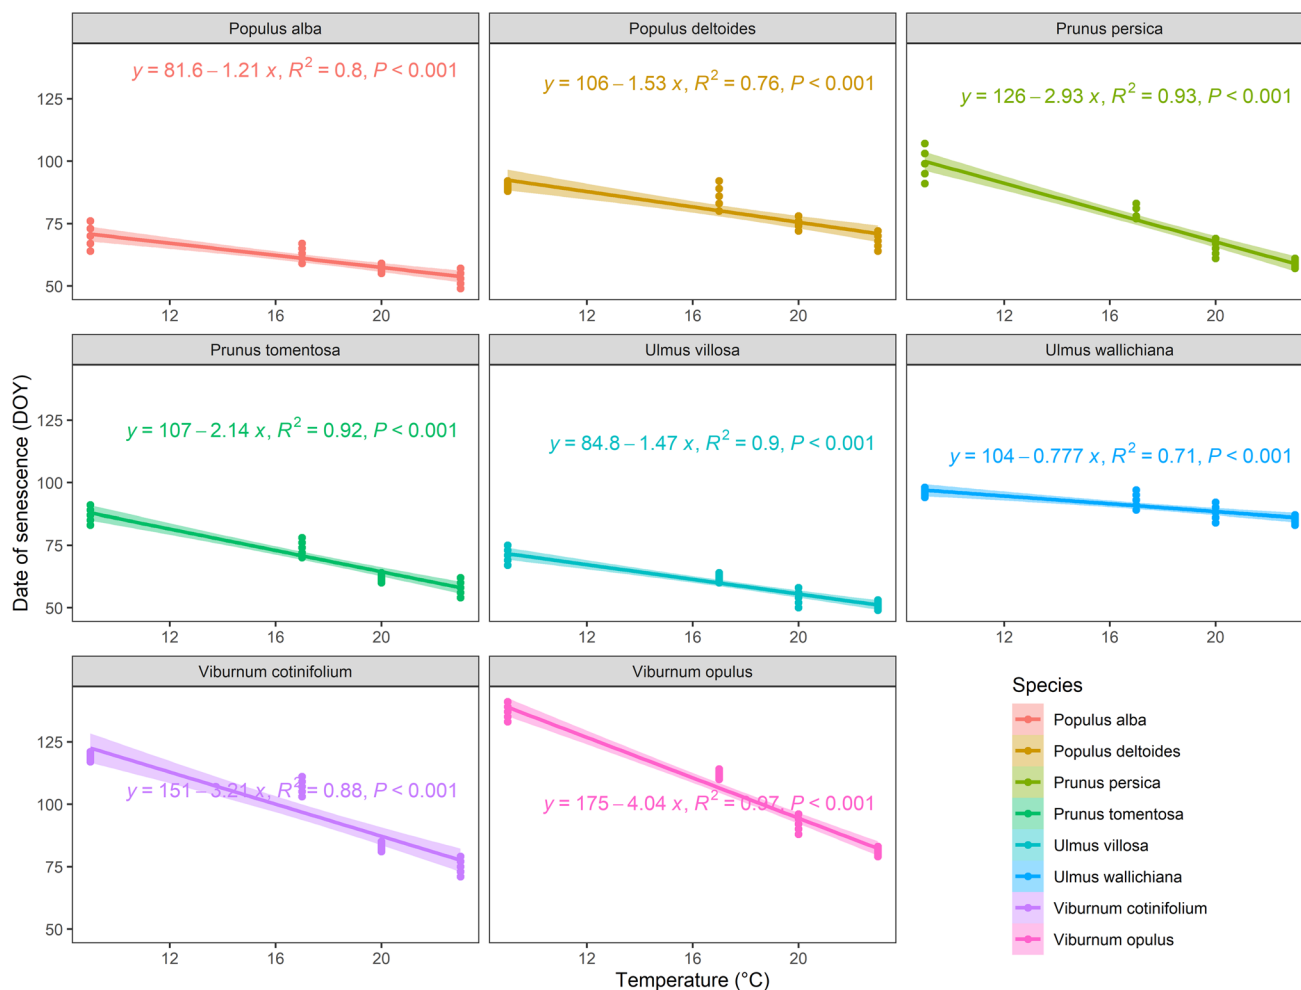 Populus alba
Populus deltoides
Prunus persica
y = 81.6 − 1.21 x, R² = 0.8, P < 0.001
y = 106 − 1.53 x, R² = 0.76, P < 0.001
y = 126 − 2.93 x, R² = 0.93, P < 0.001
125
100
75
50
12 16 20
12 16 20
12 16 20
Prunus tomentosa
Ulmus villosa
Ulmus wallichiana
y = 107 − 2.14 x, R² = 0.92, P < 0.001
y = 84.8 − 1.47 x, R² = 0.9, P < 0.001
y = 104 − 0.777 x, R² = 0.71, P < 0.001
125
100
75
50
12 16 20
12 16 20
12 16 20
Date of senescence (DOY)
Viburnum cotinifolium
Viburnum opulus
y = 151 − 3.21 x, R² = 0.88, P < 0.001
y = 175 − 4.04 x, R² = 0.97, P < 0.001
125
100
75
50
12 16 20
12 16 20
Temperature (°C)
Species
Populus alba
Populus deltoides
Prunus persica
Prunus tomentosa
Ulmus villosa
Ulmus wallichiana
Viburnum cotinifolium
Viburnum opulus